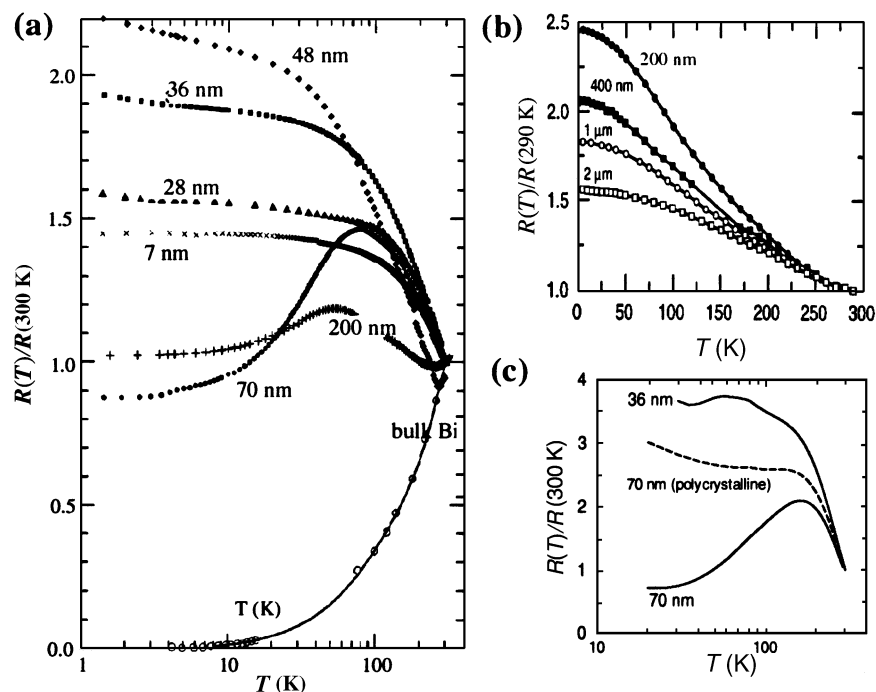 (a)
R(T)/R(300 K)
2.0
1.5
1.0
0.5
0.0
48 nm
36 nm
28 nm
7 nm
200 nm
70 nm
bulk Bi
T (K)
1
10
100
T (K)
(b)
R(T)/R(290 K)
2.5
2.0
1.5
1.0
200 nm
400 nm
1 μm
2 μm
0 50 100 150 200 250 300
T (K)
(c)
R(T)/R (300 K)
4
3
2
1
0
36 nm
70 nm (polycrystalline)
70 nm
10
100
T (K)